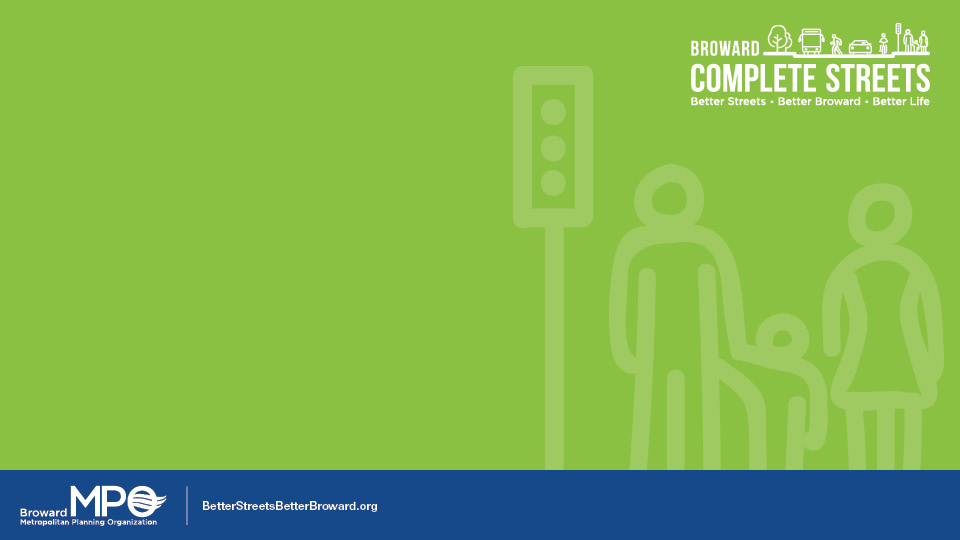 BROWARD
COMPLETE STREETS
Better Streets • Better Broward • Better Life
Broward MPO
Metropolitan Planning Organization
BetterStreetsBetterBroward.org